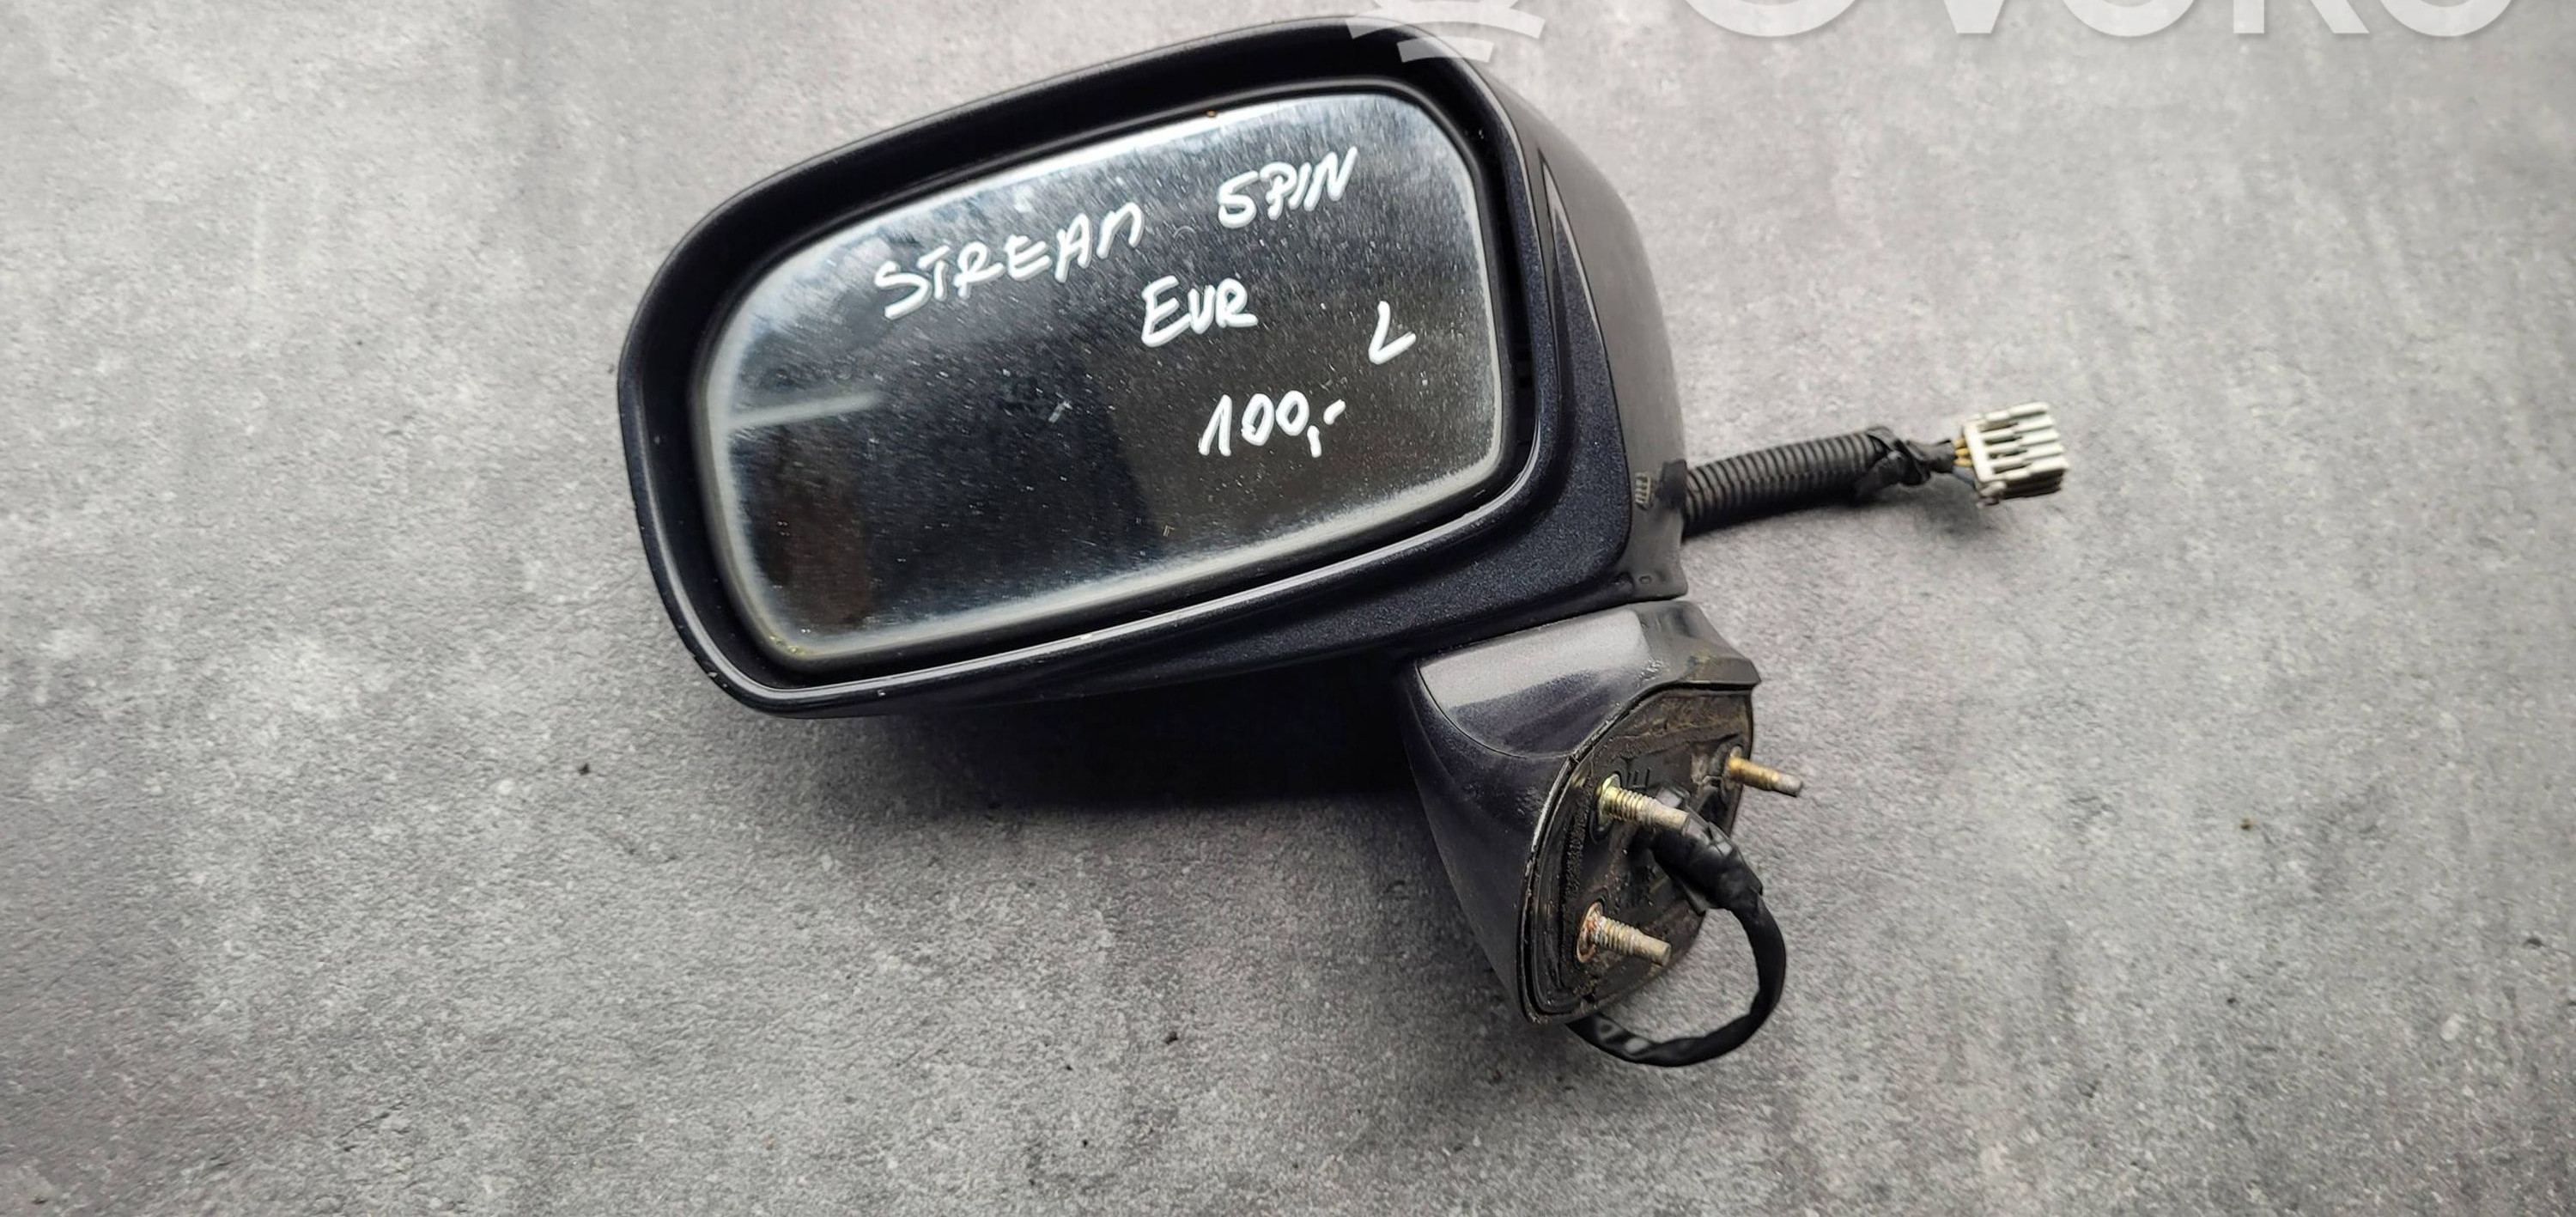 STREAM 5PIN
EUR L
100,-